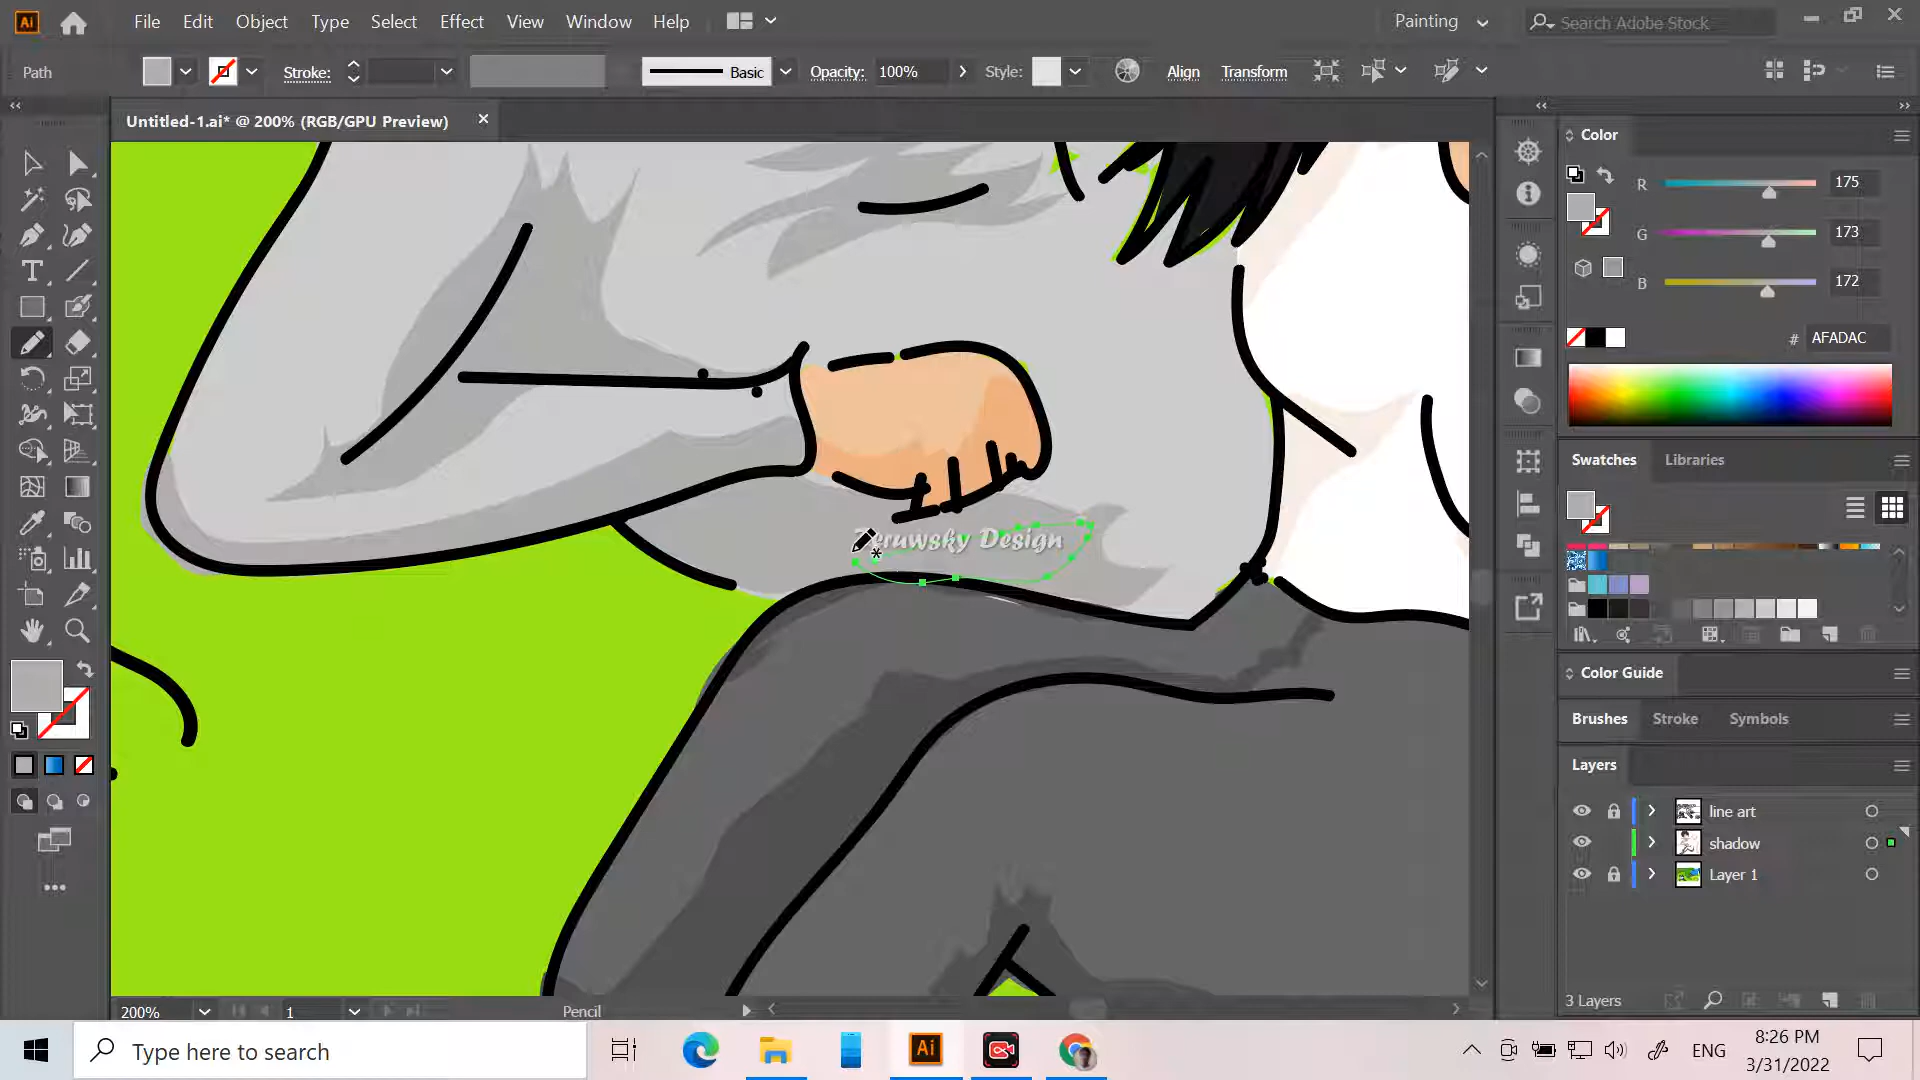 Ai File Edit Object Type Select Effect View Window Help Painting Search Adobe Stock
Path Stroke: Basic Opacity: 100% Style: Align Transform
Untitled-1.ai* @ 200% (RGB/GPU Preview)
Color
R 175
G 173
B 172
# AFADAC
Swatches Libraries
Design
Color Guide
Brushes Stroke Symbols
Layers
line art
shadow
Layer 1
3 Layers
200% 1 Pencil
Type here to search
Ai
ENG
8:26 PM
3/31/2022